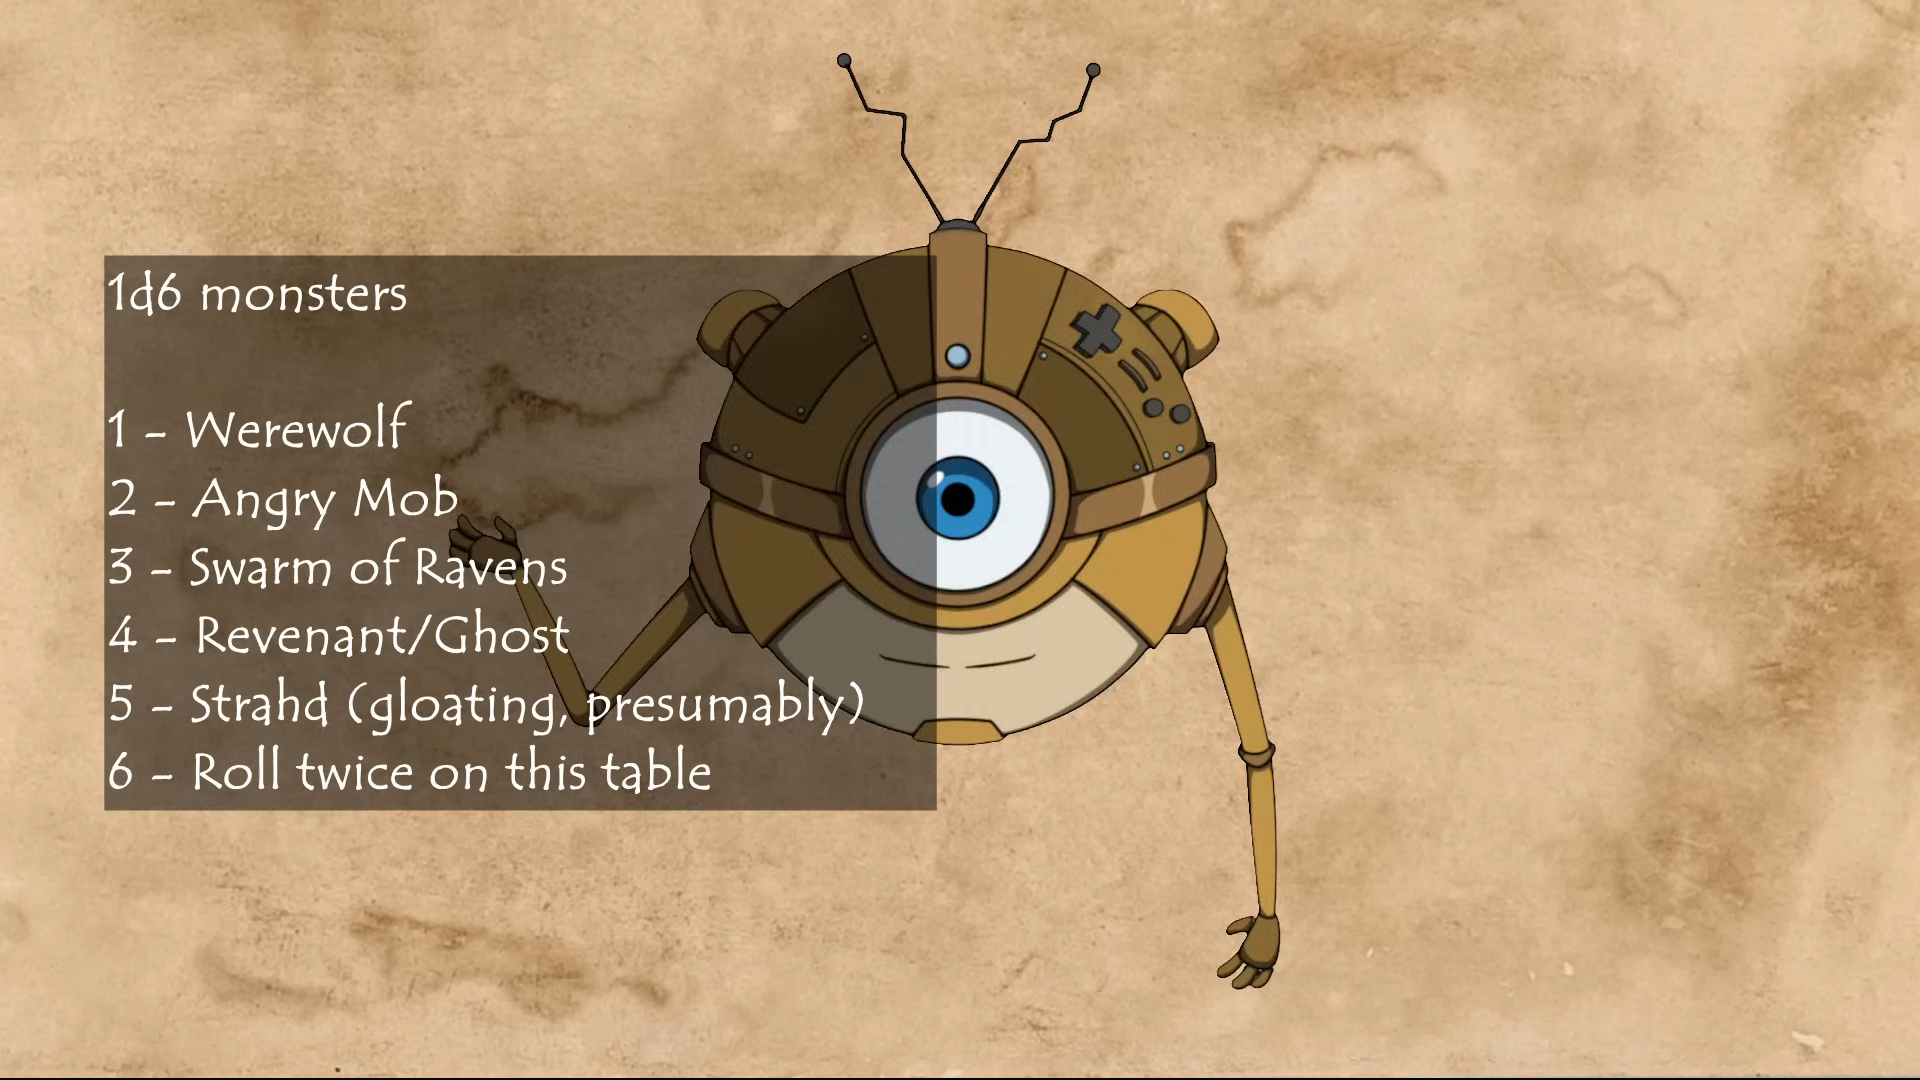 1d6 monsters
1 - Werewolf
2 - Angry Mob
3 - Swarm of Ravens
4 - Revenant/Ghost
5 - Strahd (gloating, presumably)
6 - Roll twice on this table